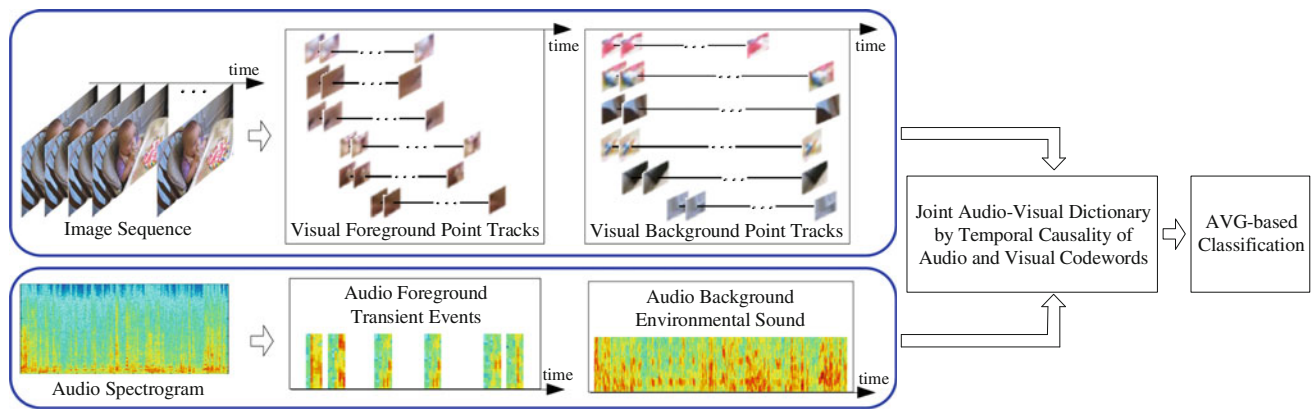 time
Image Sequence
time
Visual Foreground Point Tracks
time
Visual Background Point Tracks
Audio Spectrogram
Audio Foreground
Transient Events
time
Audio Background
Environmental Sound
time
Joint Audio-Visual Dictionary
by Temporal Causality of
Audio and Visual Codewords
AVG-based
Classification